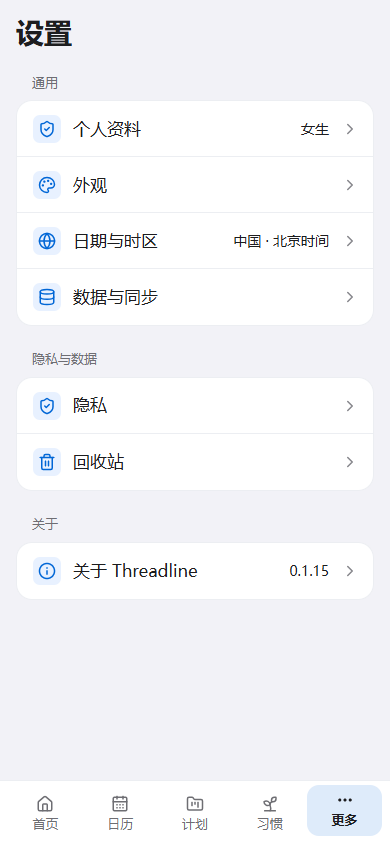 设置
通用
个人资料 女生
外观
日期与时区 中国 · 北京时间
数据与同步
隐私与数据
隐私
回收站
关于
关于 Threadline 0.1.15
首页 日历 计划 习惯 更多